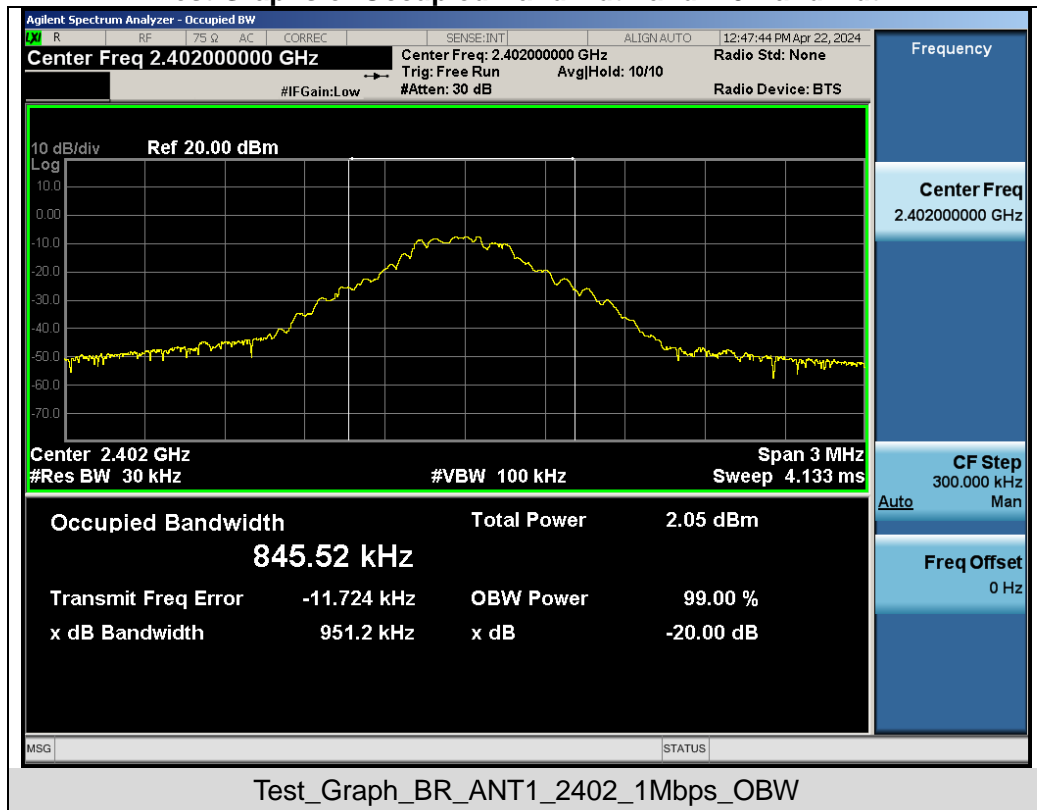 Agilent Spectrum Analyzer - Occupied BW
LXI R RF 75 Ω AC CORREC SENSE:INT ALIGN AUTO 12:47:44 PM Apr 22, 2024
Center Freq 2.402000000 GHz Center Freq: 2.402000000 GHz Radio Std: None
Trig: Free Run Avg|Hold: 10/10
#IFGain:Low #Atten: 30 dB Radio Device: BTS
10 dB/div Ref 20.00 dBm
Log
10.0
0.00
-10.0
-20.0
-30.0
-40.0
-50.0
-60.0
-70.0
Center 2.402 GHz Span 3 MHz
#Res BW 30 kHz #VBW 100 kHz Sweep 4.133 ms
Occupied Bandwidth Total Power 2.05 dBm
845.52 kHz
Transmit Freq Error -11.724 kHz OBW Power 99.00 %
x dB Bandwidth 951.2 kHz x dB -20.00 dB
Frequency
Center Freq
2.402000000 GHz
CF Step
300.000 kHz
Auto Man
Freq Offset
0 Hz
MSG STATUS
Test_Graph_BR_ANT1_2402_1Mbps_OBW